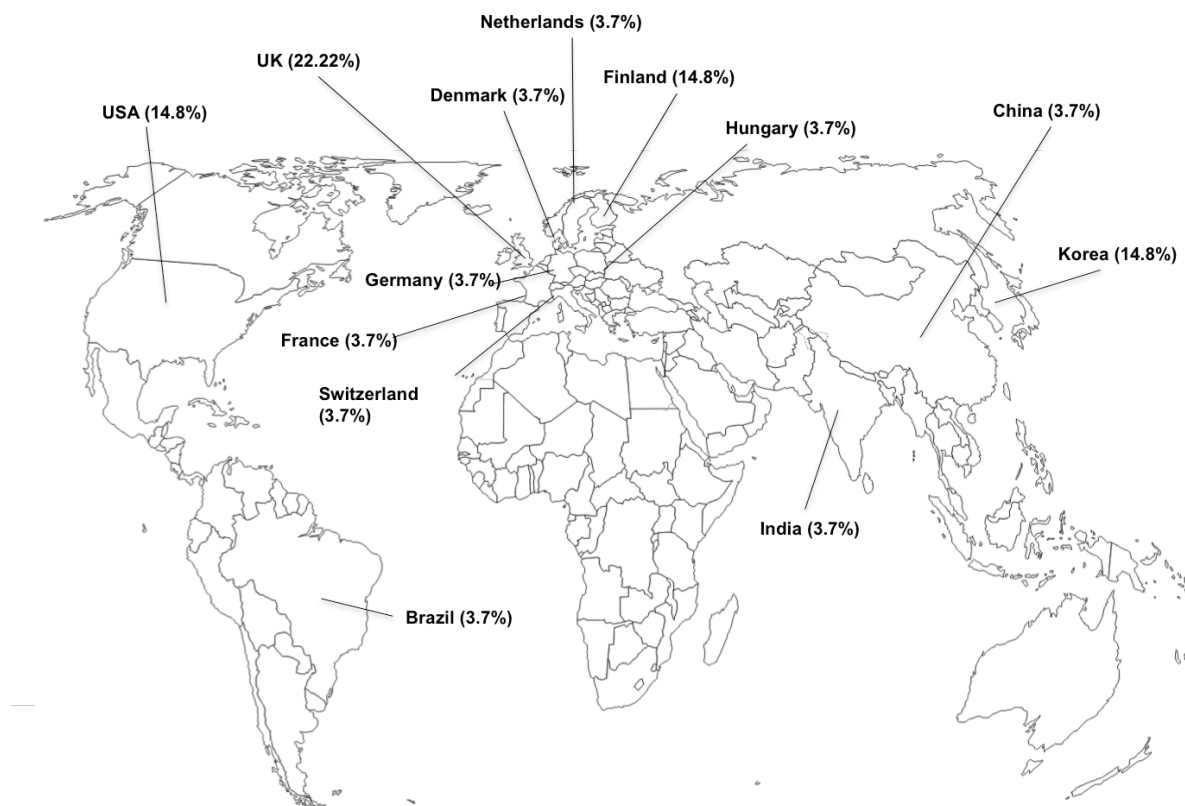 Netherlands (3.7%)
UK (22.22%)
Finland (14.8%)
Denmark (3.7%)
USA (14.8%)
China (3.7%)
Hungary (3.7%)
Korea (14.8%)
Germany (3.7%)
France (3.7%)
Switzerland
(3.7%)
India (3.7%)
Brazil (3.7%)